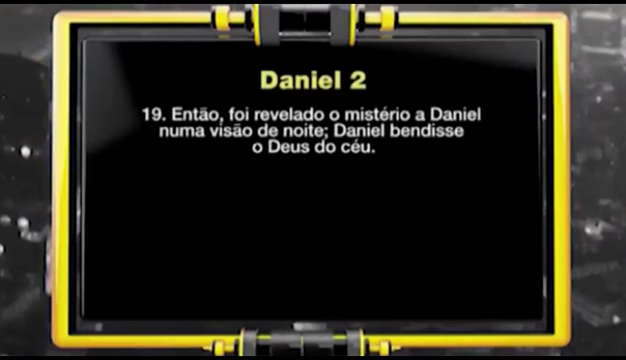 Daniel 2
19. Então, foi revelado o mistério a Daniel
numa visão de noite; Daniel bendisse
o Deus do céu.